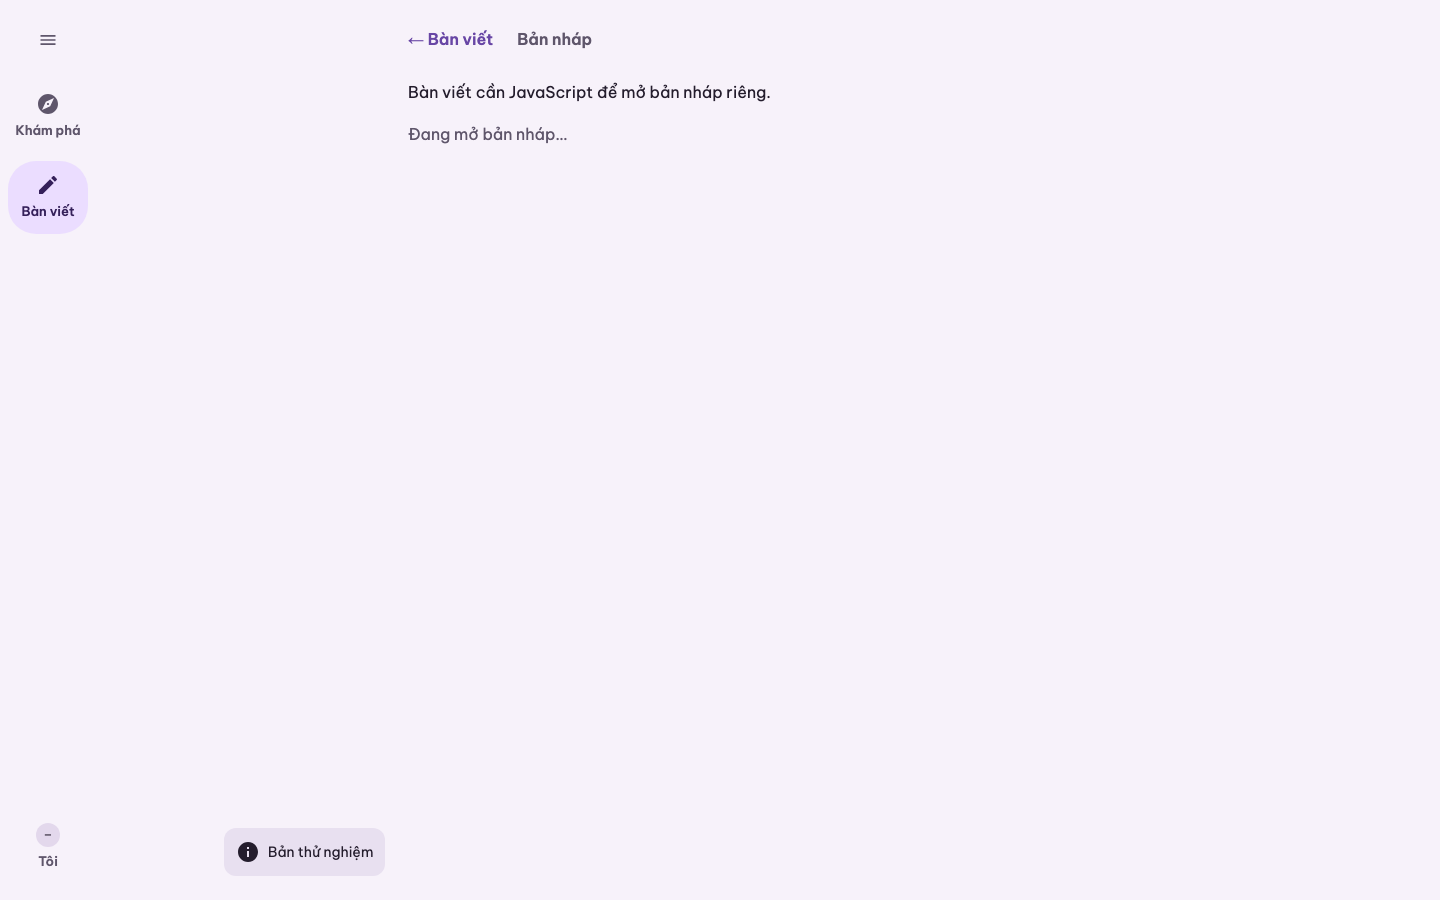 ← Bàn viết
Bản nháp
Bàn viết cần JavaScript để mở bản nháp riêng.
Đang mở bản nháp...
Khám phá
Bàn viết
–
Tôi
Bản thử nghiệm